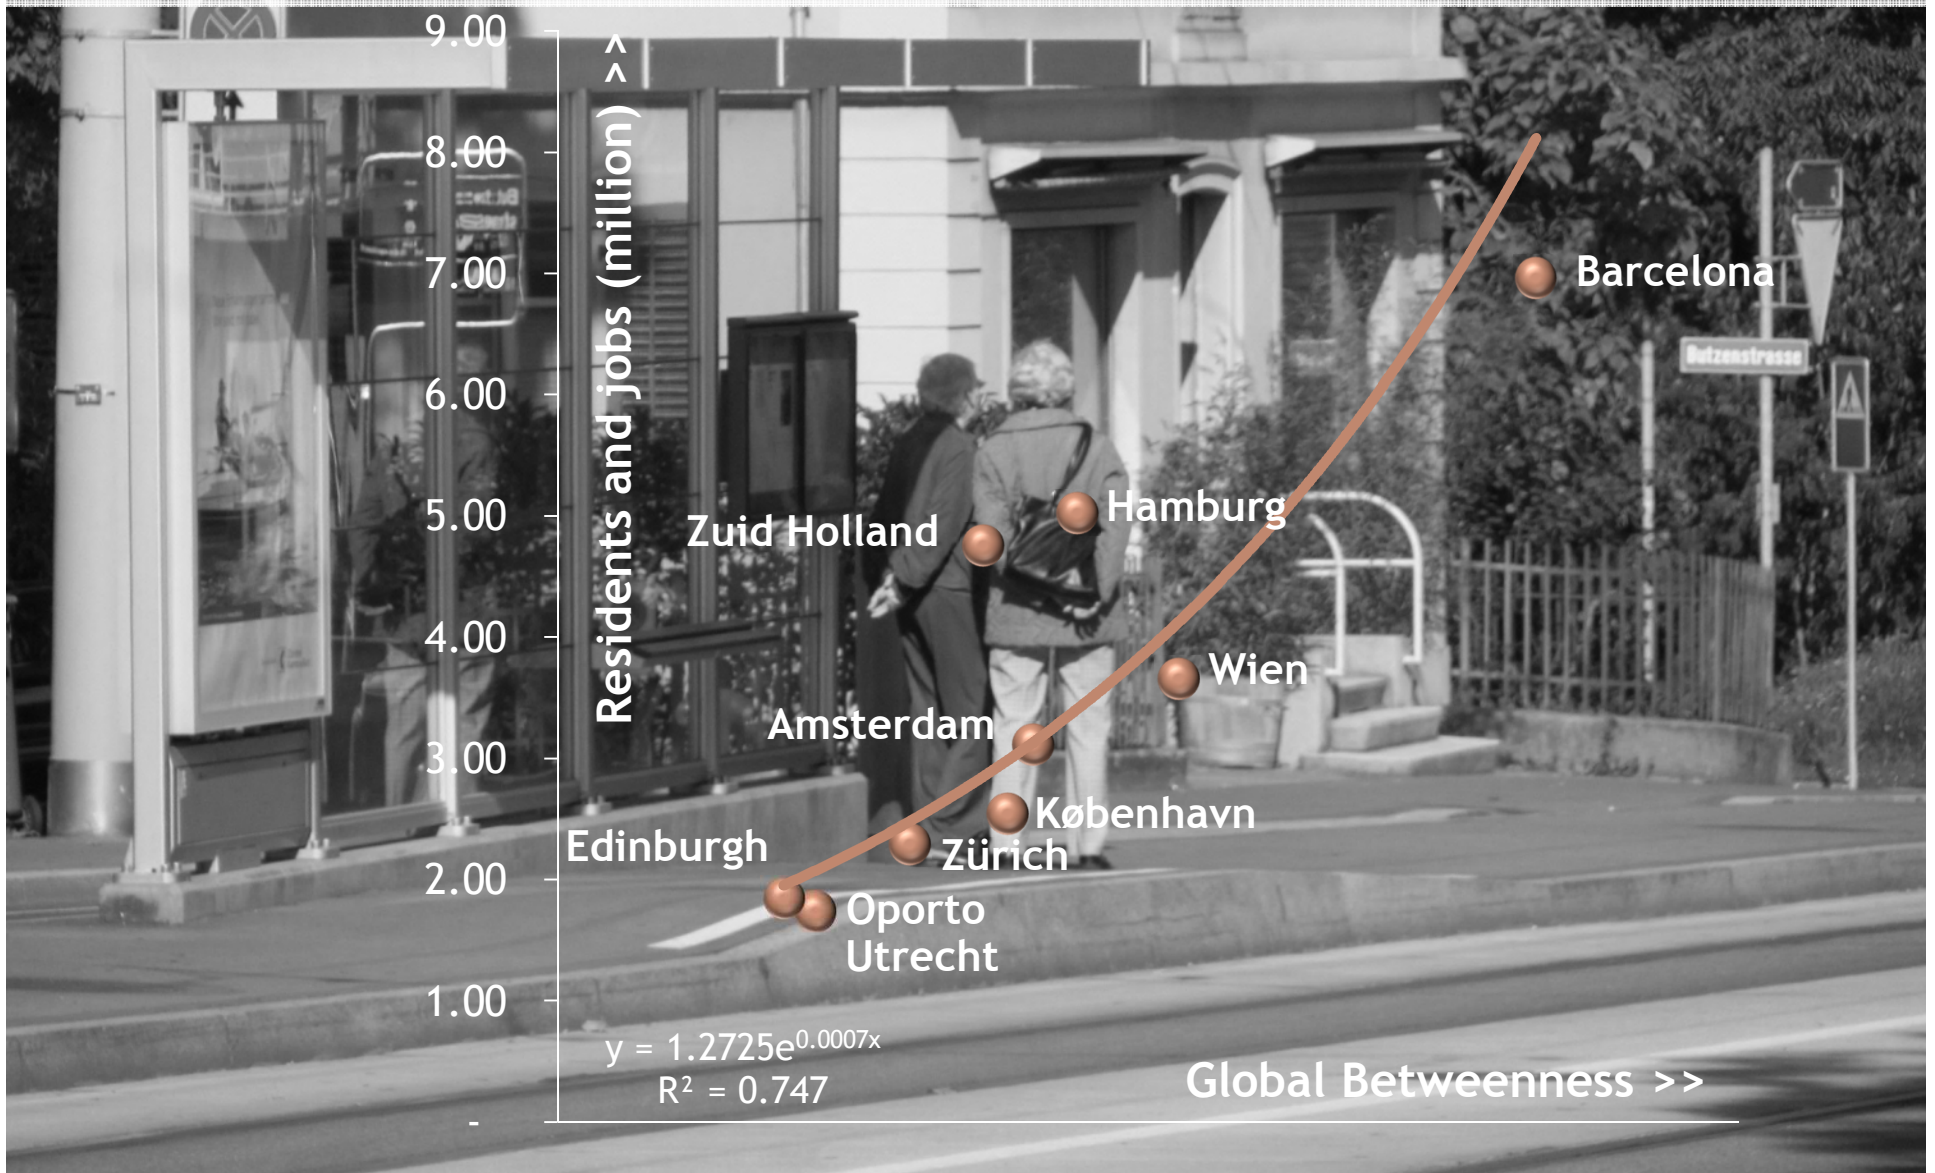 9.00
8.00
7.00
6.00
5.00
4.00
3.00
2.00
1.00
-
Residents and jobs (million) >>
Barcelona
Butzenstrasse
Hamburg
Zuid Holland
Wien
Amsterdam
København
Edinburgh
Zürich
Oporto
Utrecht
y = 1.2725e^0.0007x
R² = 0.747
Global Betweenness >>